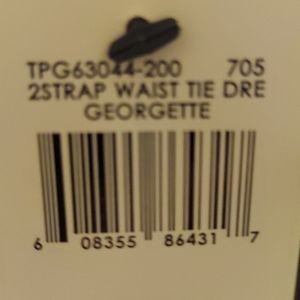 TPG63044-200 705
2STRAP WAIST TIE DRE
GEORGETTE
6 08355 86431 7